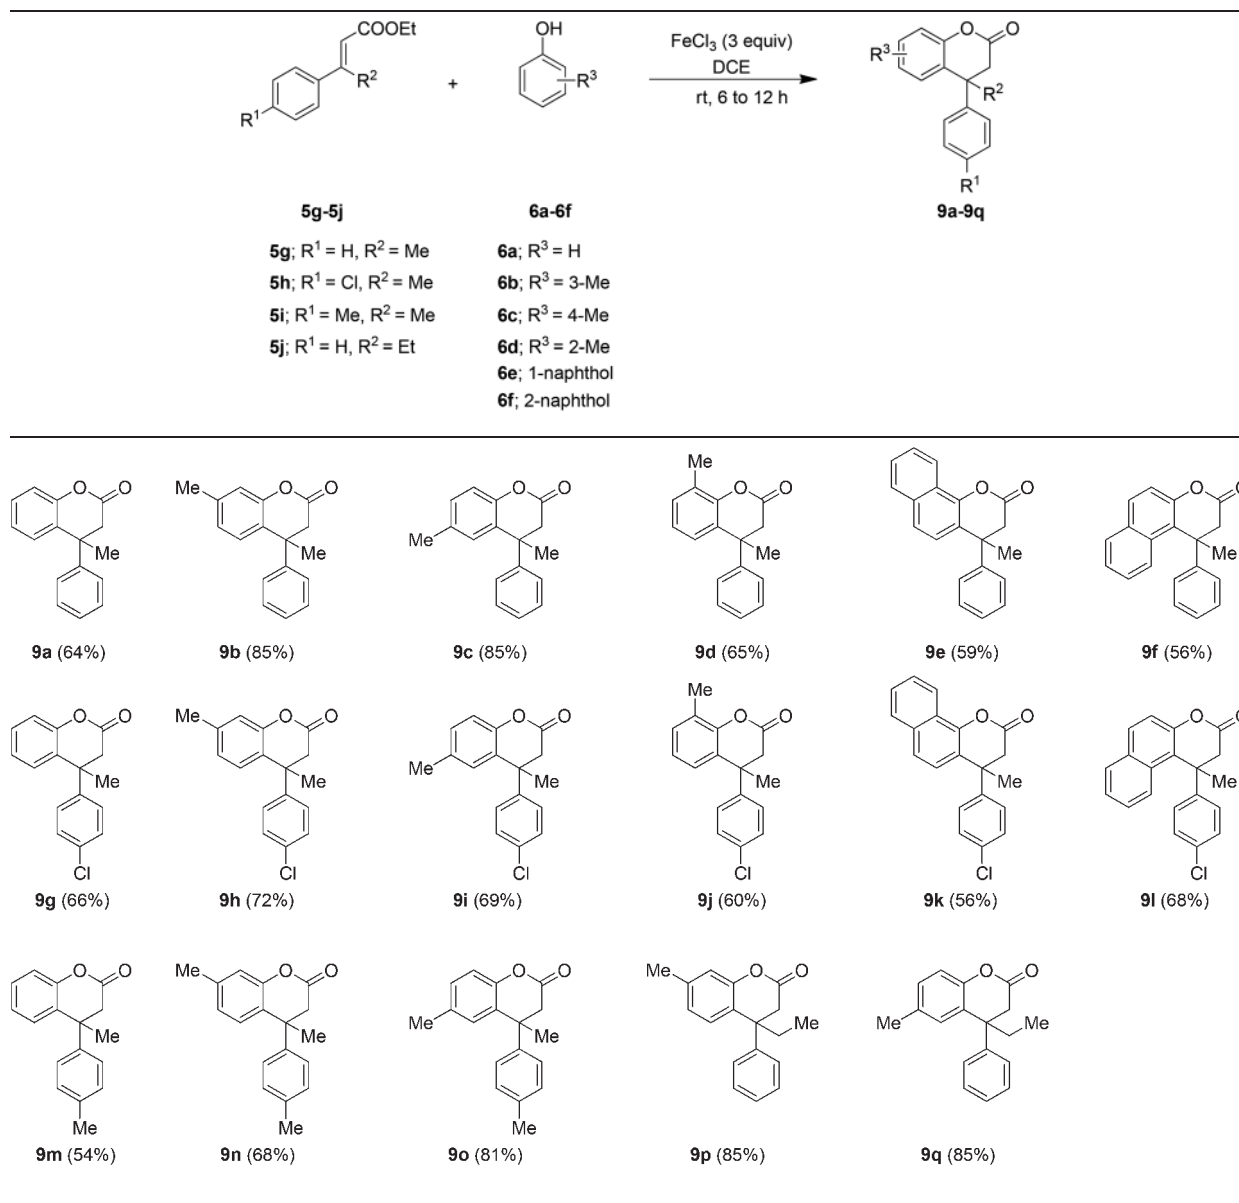 COOEt
R²
R¹
+
OH
R³
FeCl₃ (3 equiv)
DCE
rt, 6 to 12 h
O
O
R³
R²
R¹
5g-5j
6a-6f
9a-9q
5g; R¹ = H, R² = Me
5h; R¹ = Cl, R² = Me
5i; R¹ = Me, R² = Me
5j; R¹ = H, R² = Et
6a; R³ = H
6b; R³ = 3-Me
6c; R³ = 4-Me
6d; R³ = 2-Me
6e; 1-naphthol
6f; 2-naphthol
O O Me
9a (64%)
Me O O Me
9b (85%)
O O Me Me
9c (85%)
Me O O Me
9d (65%)
O O Me
9e (59%)
O O Me
9f (56%)
O O Me Cl
9g (66%)
Me O O Me Cl
9h (72%)
O O Me Me Cl
9i (69%)
Me O O Me Cl
9j (60%)
O O Me Cl
9k (56%)
O O Me Cl
9l (68%)
O O Me Me
9m (54%)
Me O O Me Me
9n (68%)
O O Me Me Me
9o (81%)
Me O O Me
9p (85%)
O O Me Me
9q (85%)